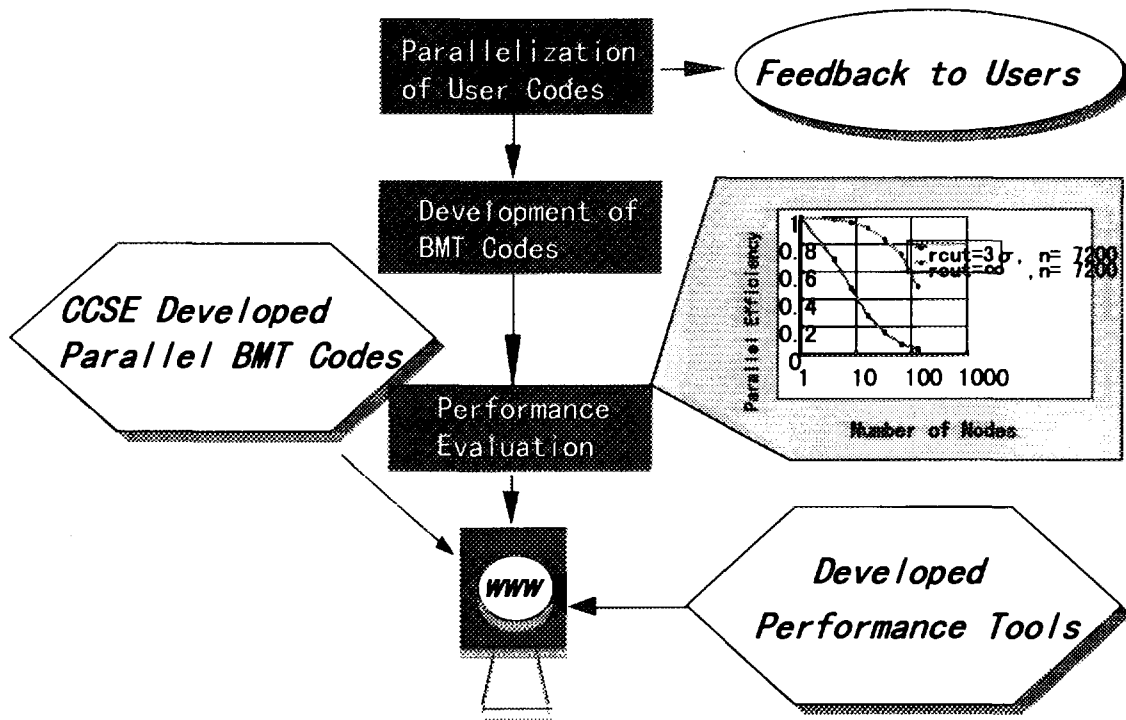 Parallelization
of User Codes
Feedback to Users
Development of
BMT Codes
CCSE Developed
Parallel BMT Codes
Performance
Evaluation
Parallel Efficiency
1
0.8
0.6
0.4
0.2
0
rcut=3σ, n= 7200
rcut=∞ ,n= 7200
1 10 100 1000
Number of Nodes
WWW
Developed
Performance Tools